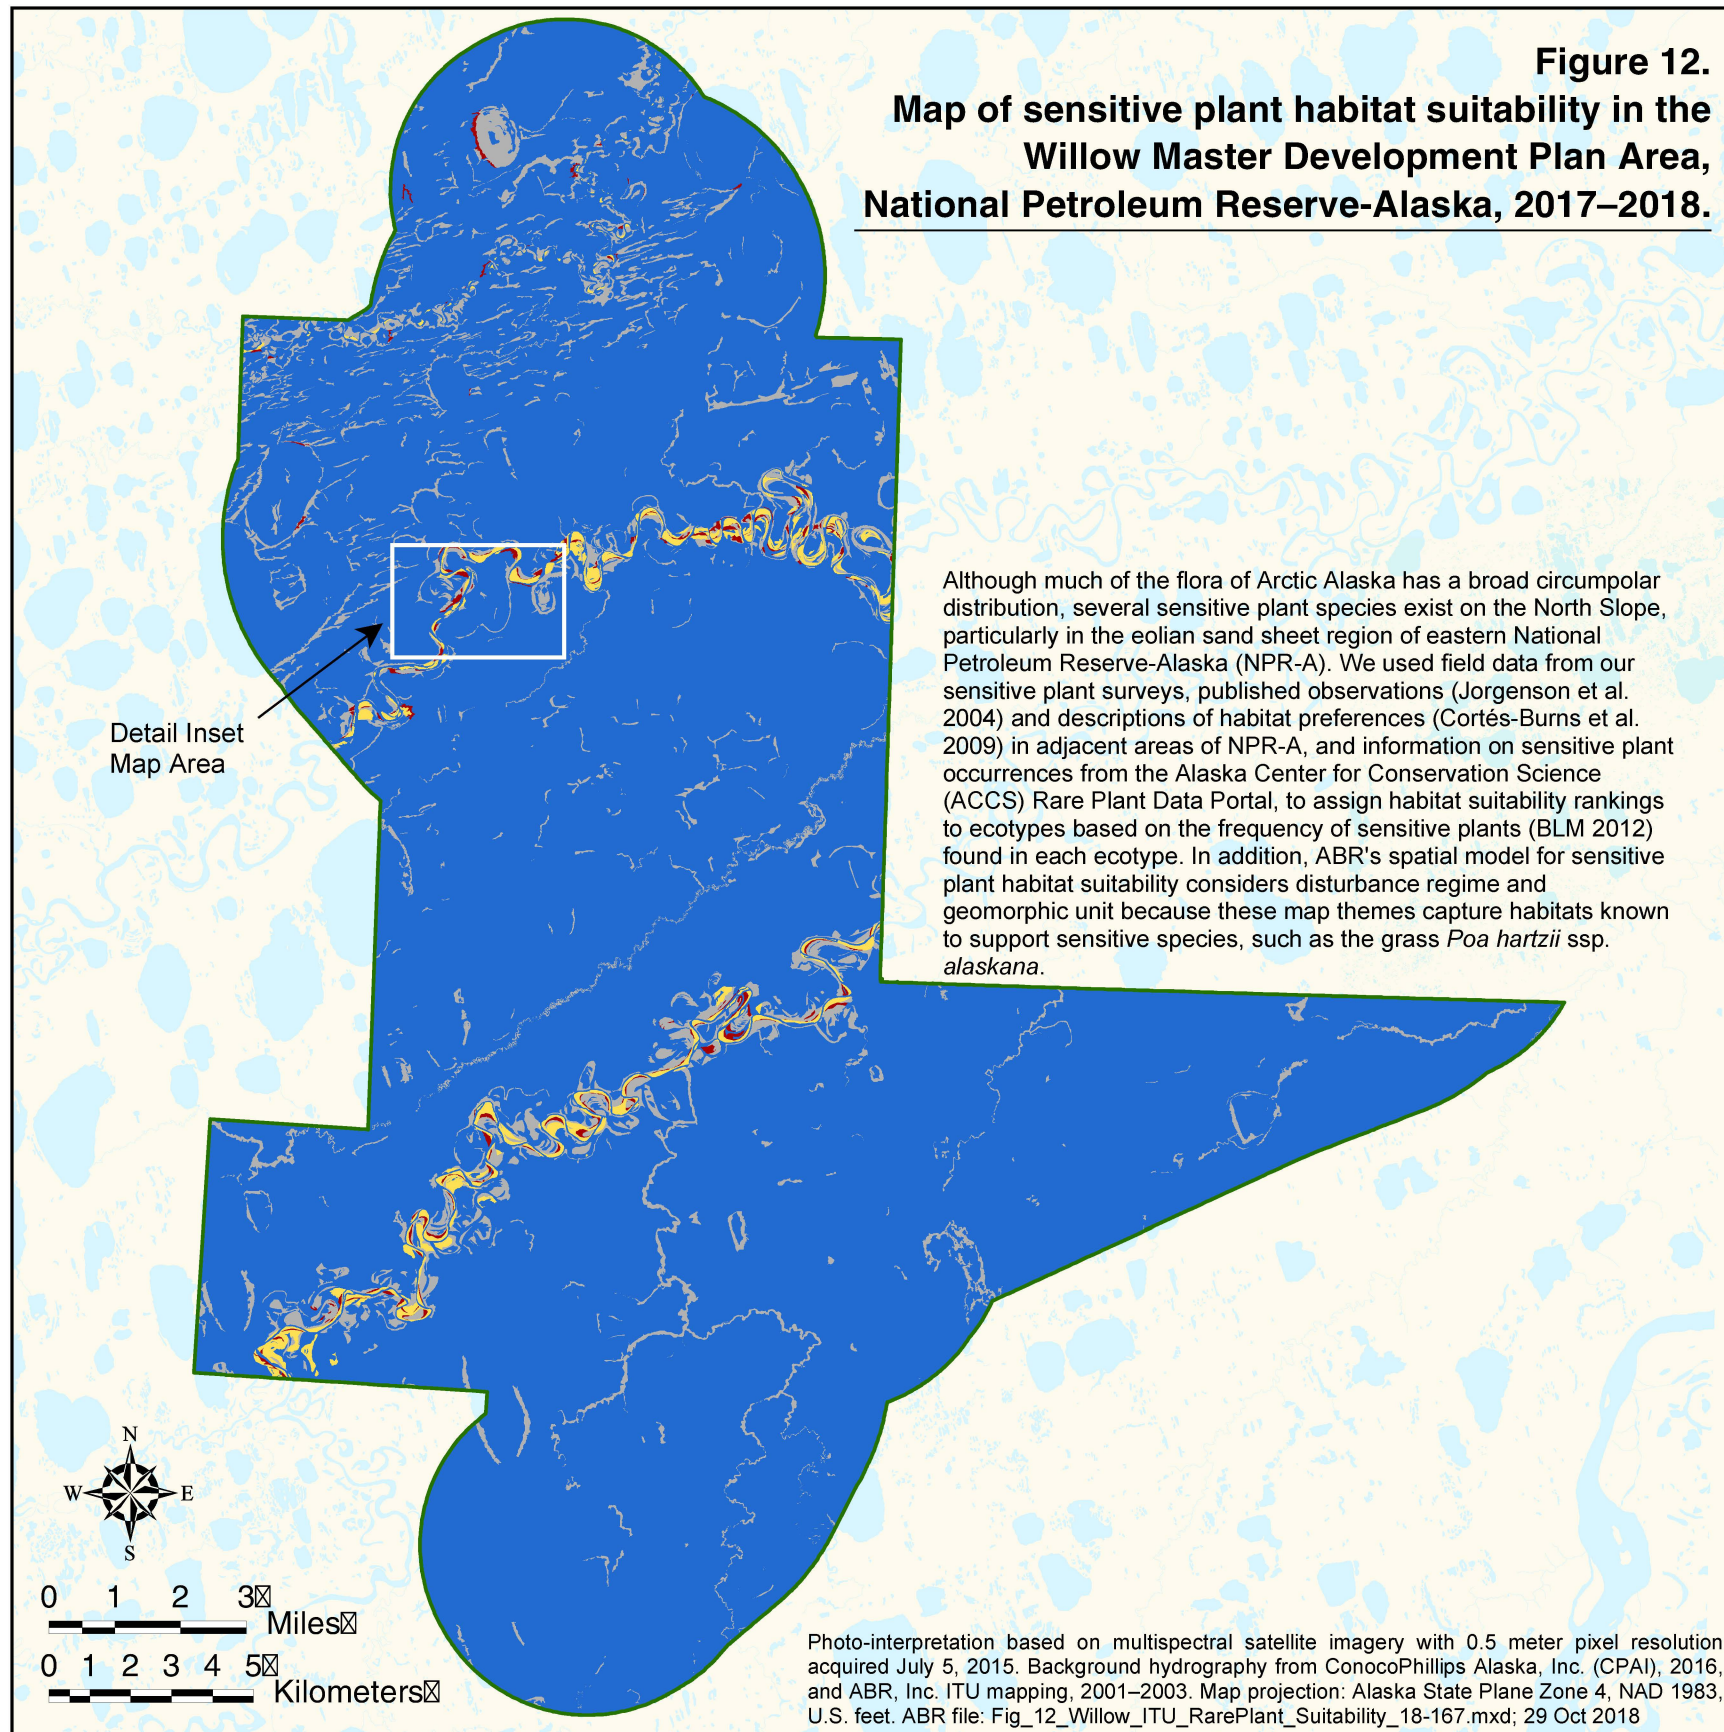 Figure 12.
Map of sensitive plant habitat suitability in the
Willow Master Development Plan Area,
National Petroleum Reserve-Alaska, 2017–2018.
Although much of the flora of Arctic Alaska has a broad circumpolar
distribution, several sensitive plant species exist on the North Slope,
particularly in the eolian sand sheet region of eastern National
Petroleum Reserve-Alaska (NPR-A). We used field data from our
sensitive plant surveys, published observations (Jorgenson et al.
2004) and descriptions of habitat preferences (Cortés-Burns et al.
2009) in adjacent areas of NPR-A, and information on sensitive plant
occurrences from the Alaska Center for Conservation Science
(ACCS) Rare Plant Data Portal, to assign habitat suitability rankings
to ecotypes based on the frequency of sensitive plants (BLM 2012)
found in each ecotype. In addition, ABR's spatial model for sensitive
plant habitat suitability considers disturbance regime and
geomorphic unit because these map themes capture habitats known
to support sensitive species, such as the grass Poa hartzii ssp.
alaskana.
Detail Inset
Map Area
N
W E
S
0 1 2 3
Miles
0 1 2 3 4 5
Kilometers
Photo-interpretation based on multispectral satellite imagery with 0.5 meter pixel resolution
acquired July 5, 2015. Background hydrography from ConocoPhillips Alaska, Inc. (CPAI), 2016,
and ABR, Inc. ITU mapping, 2001–2003. Map projection: Alaska State Plane Zone 4, NAD 1983,
U.S. feet. ABR file: Fig_12_Willow_ITU_RarePlant_Suitability_18-167.mxd; 29 Oct 2018